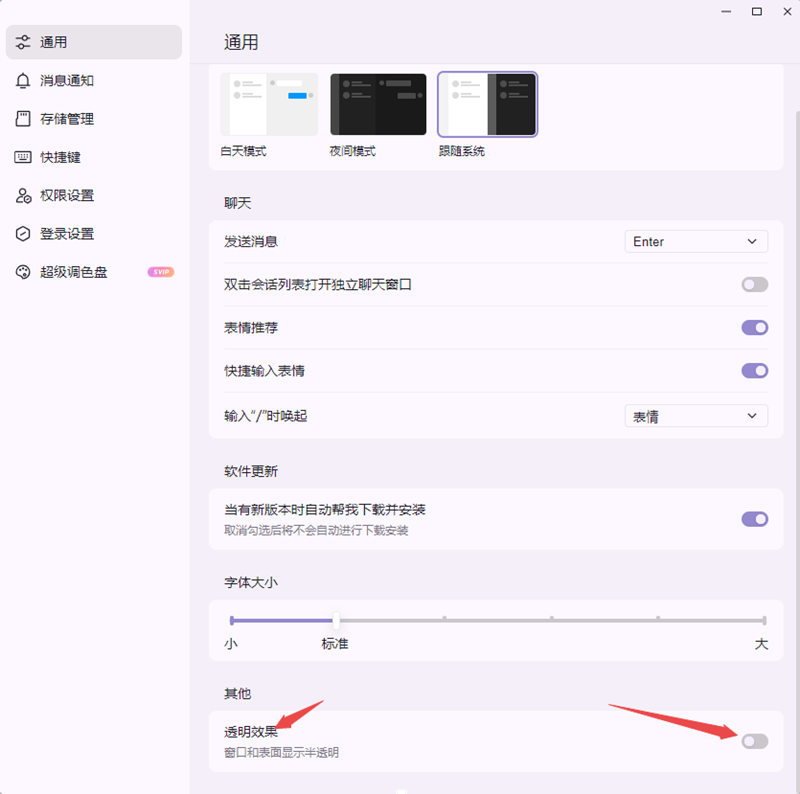 通用
消息通知
存储管理
快捷键
权限设置
登录设置
超级调色盘 SVIP
通用
白天模式 夜间模式 跟随系统
聊天
发送消息 Enter
双击会话列表打开独立聊天窗口
表情推荐
快捷输入表情
输入“/”时唤起 表情
软件更新
当有新版本时自动帮我下载并安装
取消勾选后将不会自动进行下载安装
字体大小
小 标准 大
其他
透明效果
窗口和表面显示半透明